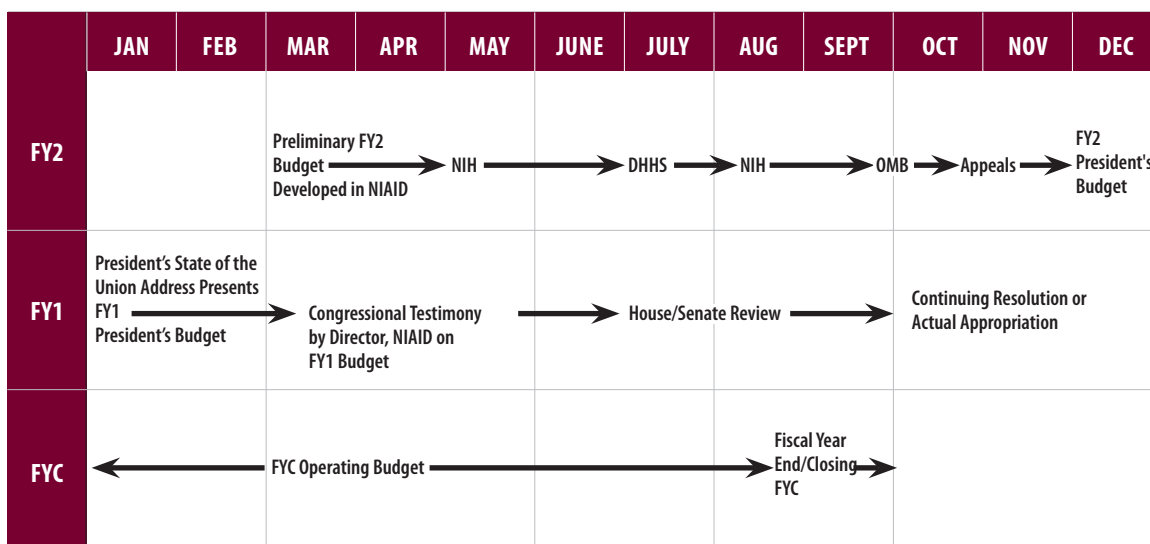 JAN FEB MAR APR MAY JUNE JULY AUG SEPT OCT NOV DEC
FY2
Preliminary FY2
Budget
Developed in NIAID
NIH
DHHS
NIH
OMB
Appeals
FY2
President's
Budget
FY1
President’s State of the
Union Address Presents
FY1
President’s Budget
Congressional Testimony
by Director, NIAID on
FY1 Budget
House/Senate Review
Continuing Resolution or
Actual Appropriation
FYC
FYC Operating Budget
Fiscal Year
End/Closing
FYC